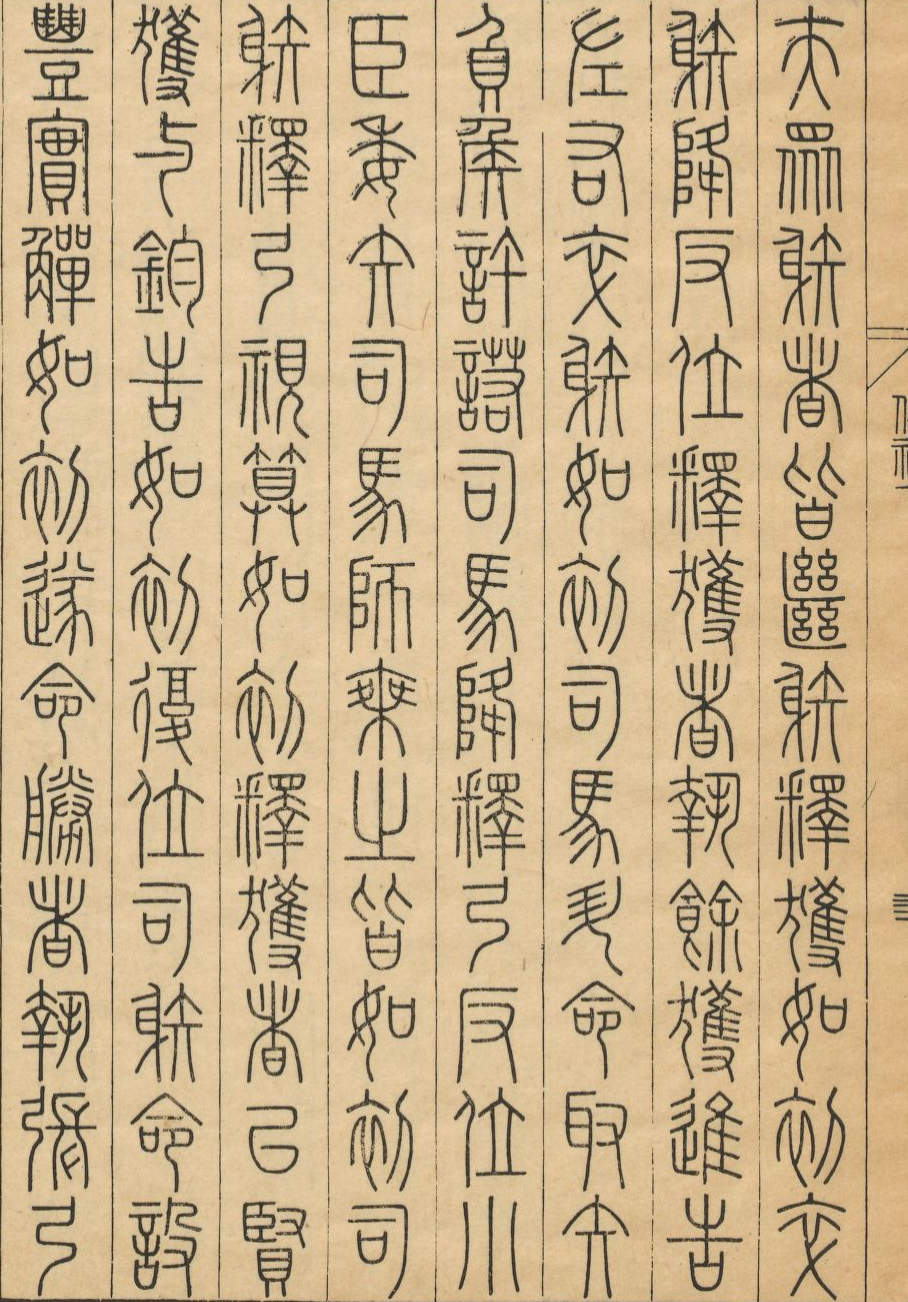 夫眾射者皆繼射釋獲如初卒
射降反位釋獲者執餘獲進告
左右卒射如初司馬升命取矢
負侯許諾司馬降釋弓反位小
臣委矢司馬師乘之皆如初司
射釋弓視算如初釋獲者以賢
獲與鈞告如初復位司射命設
豐實觶如初遂命勝者執張弓